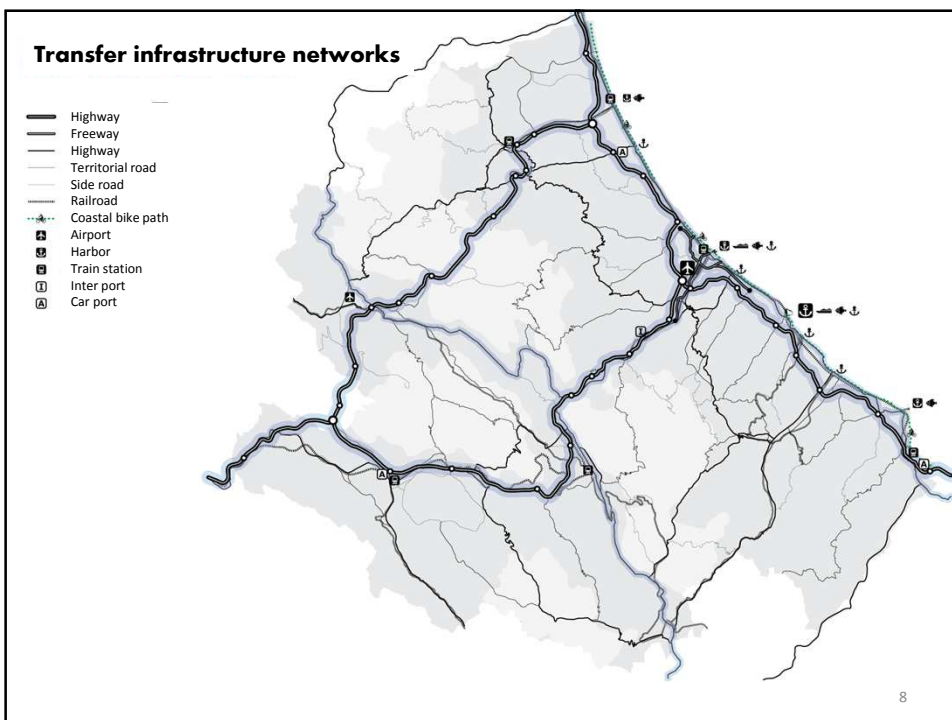 Transfer infrastructure networks
Highway
Freeway
Highway
Territorial road
Side road
Railroad
Coastal bike path
Airport
Harbor
Train station
I Inter port
A Car port
A
A
I
A
8